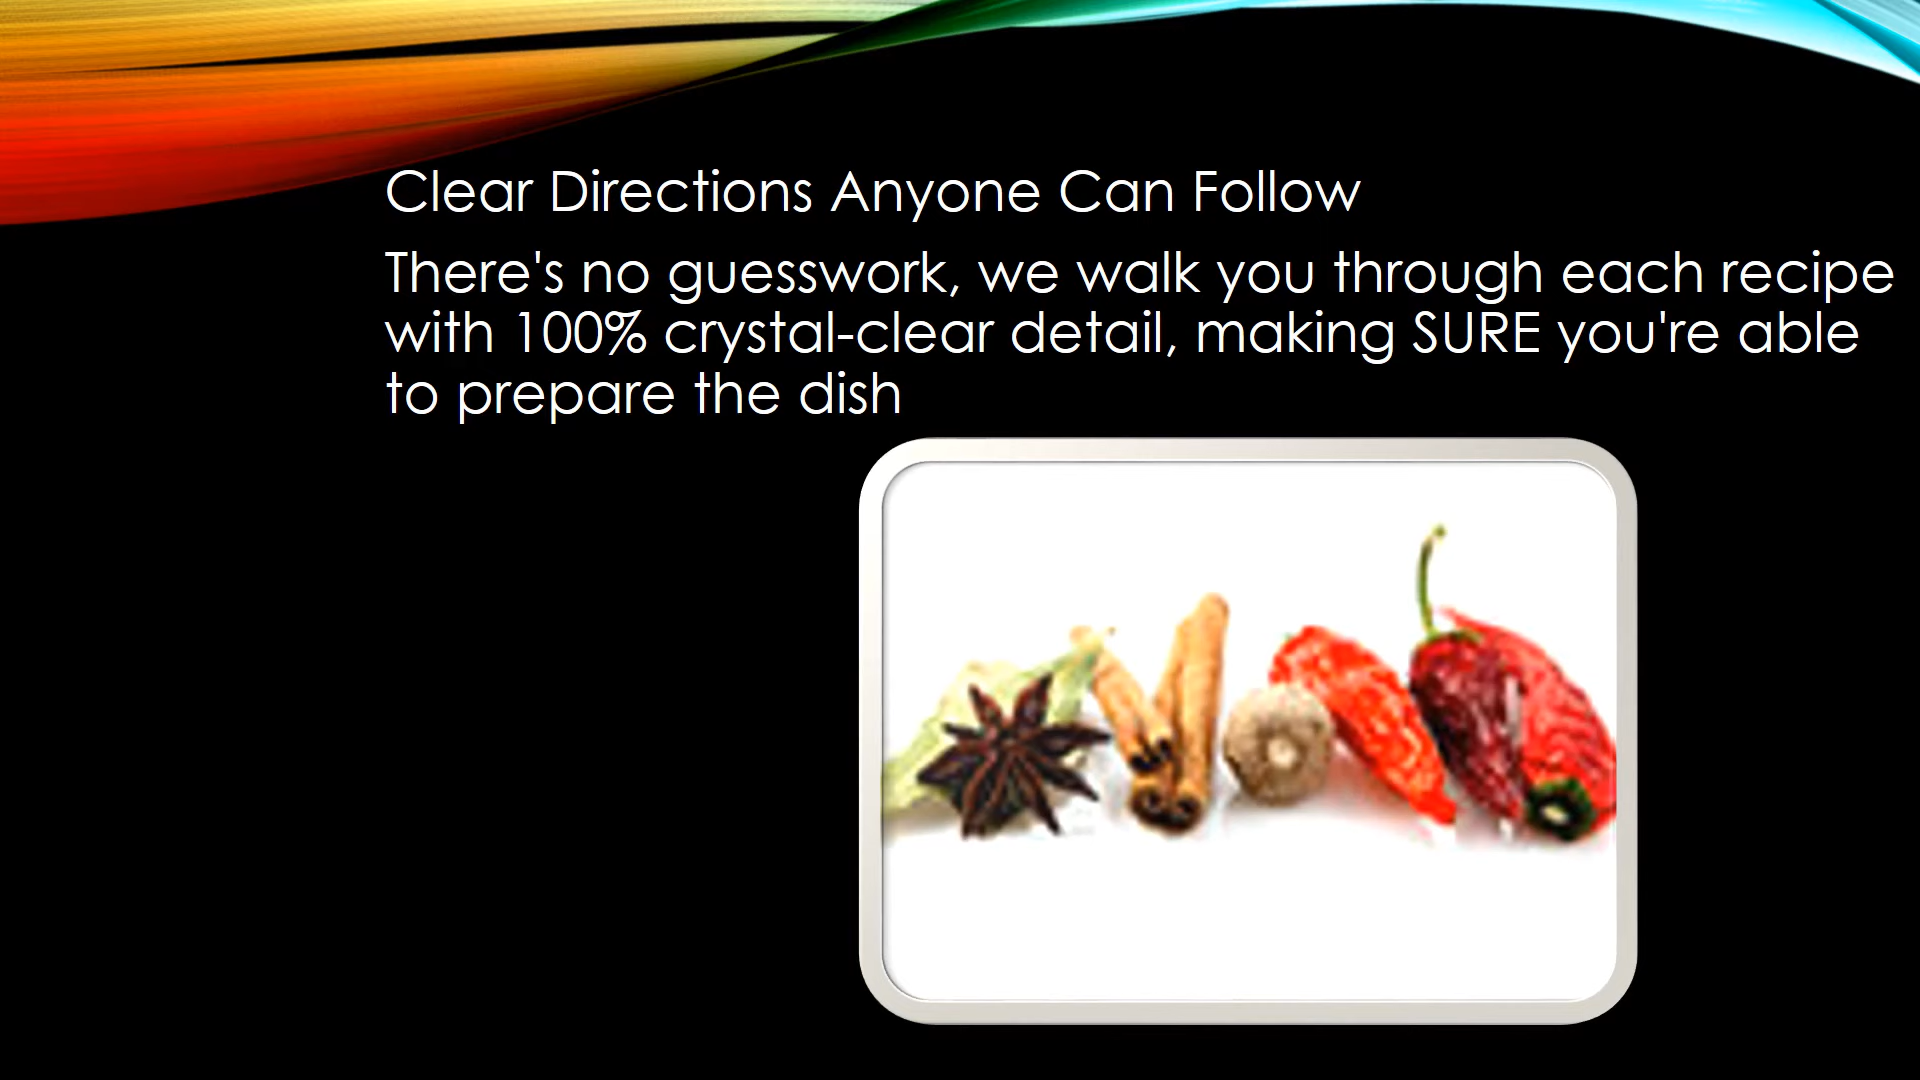 Clear Directions Anyone Can Follow
There's no guesswork, we walk you through each recipe
with 100% crystal-clear detail, making SURE you're able
to prepare the dish